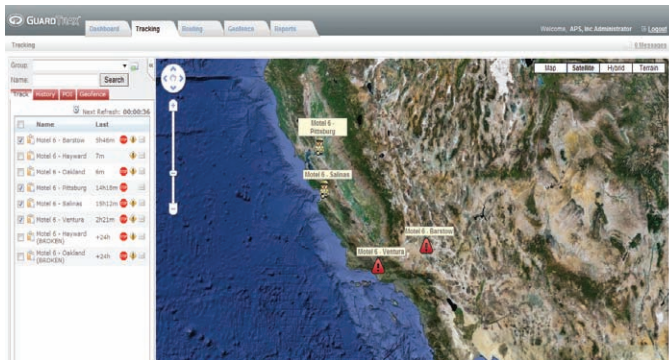 GUARDTRAX
Dashboard Tracking Routing Geofence Reports
Welcome, APS, Inc Administrator Logout
Tracking
Messages
Group:
Name: Search
Track History POI Geofence
Next Refresh: 00:00:36
Name Last
Motel 6 - Barstow 5h48m
Motel 6 - Hayward 7m
Motel 6 - Oakland 6m
Motel 6 - Pittsburg 14h18m
Motel 6 - Salinas 15h12m
Motel 6 - Ventura 2h21m
Motel 6 - Hayward +24h
(BROKEN)
Motel 6 - Oakland +24h
(BROKEN)
Map Satellite Hybrid Terrain
Motel 6 -
Pittsburg
Motel 6 - Salinas
Motel 6 - Barstow
Motel 6 - Ventura